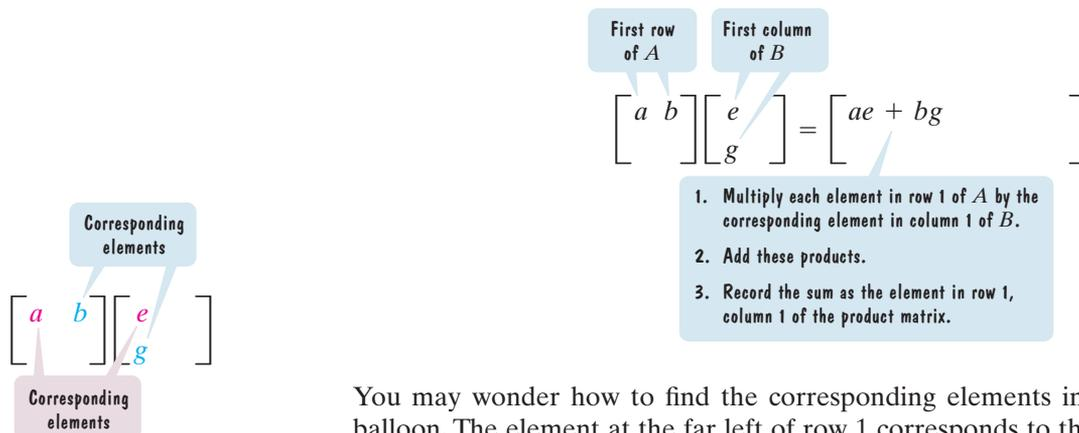 First row
of A
First column
of B
[a b] [e
g] = [ae + bg ]
1. Multiply each element in row 1 of A by the
corresponding element in column 1 of B.
2. Add these products.
3. Record the sum as the element in row 1,
column 1 of the product matrix.
Corresponding
elements
[a b] [e
g]
Corresponding
elements
You may wonder how to find the corresponding elements in
balloon. The element at the far left of row 1 corresponds to th